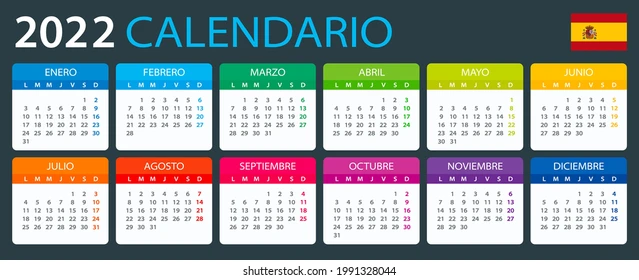 2022 CALENDARIO
ENERO
L M M J V S D
1 2
3 4 5 6 7 8 9
10 11 12 13 14 15 16
17 18 19 20 21 22 23
24 25 26 27 28 29 30
31
FEBRERO
L M M J V S D
1 2 3 4 5 6
7 8 9 10 11 12 13
14 15 16 17 18 19 20
21 22 23 24 25 26 27
28
MARZO
L M M J V S D
1 2 3 4 5 6
7 8 9 10 11 12 13
14 15 16 17 18 19 20
21 22 23 24 25 26 27
28 29 30 31
ABRIL
L M M J V S D
1 2 3
4 5 6 7 8 9 10
11 12 13 14 15 16 17
18 19 20 21 22 23 24
25 26 27 28 29 30
MAYO
L M M J V S D
1
2 3 4 5 6 7 8
9 10 11 12 13 14 15
16 17 18 19 20 21 22
23 24 25 26 27 28 29
30 31
JUNIO
L M M J V S D
1 2 3 4 5
6 7 8 9 10 11 12
13 14 15 16 17 18 19
20 21 22 23 24 25 26
27 28 29 30
JULIO
L M M J V S D
1 2 3
4 5 6 7 8 9 10
11 12 13 14 15 16 17
18 19 20 21 22 23 24
25 26 27 28 29 30 31
AGOSTO
L M M J V S D
1 2 3 4 5 6 7
8 9 10 11 12 13 14
15 16 17 18 19 20 21
22 23 24 25 26 27 28
29 30 31
SEPTIEMBRE
L M M J V S D
1 2 3 4
5 6 7 8 9 10 11
12 13 14 15 16 17 18
19 20 21 22 23 24 25
26 27 28 29 30
OCTUBRE
L M M J V S D
1 2
3 4 5 6 7 8 9
10 11 12 13 14 15 16
17 18 19 20 21 22 23
24 25 26 27 28 29 30
31
NOVIEMBRE
L M M J V S D
1 2 3 4 5 6
7 8 9 10 11 12 13
14 15 16 17 18 19 20
21 22 23 24 25 26 27
28 29 30
DICIEMBRE
L M M J V S D
1 2 3 4
5 6 7 8 9 10 11
12 13 14 15 16 17 18
19 20 21 22 23 24 25
26 27 28 29 30 31
shutterstock.com · 1991328044